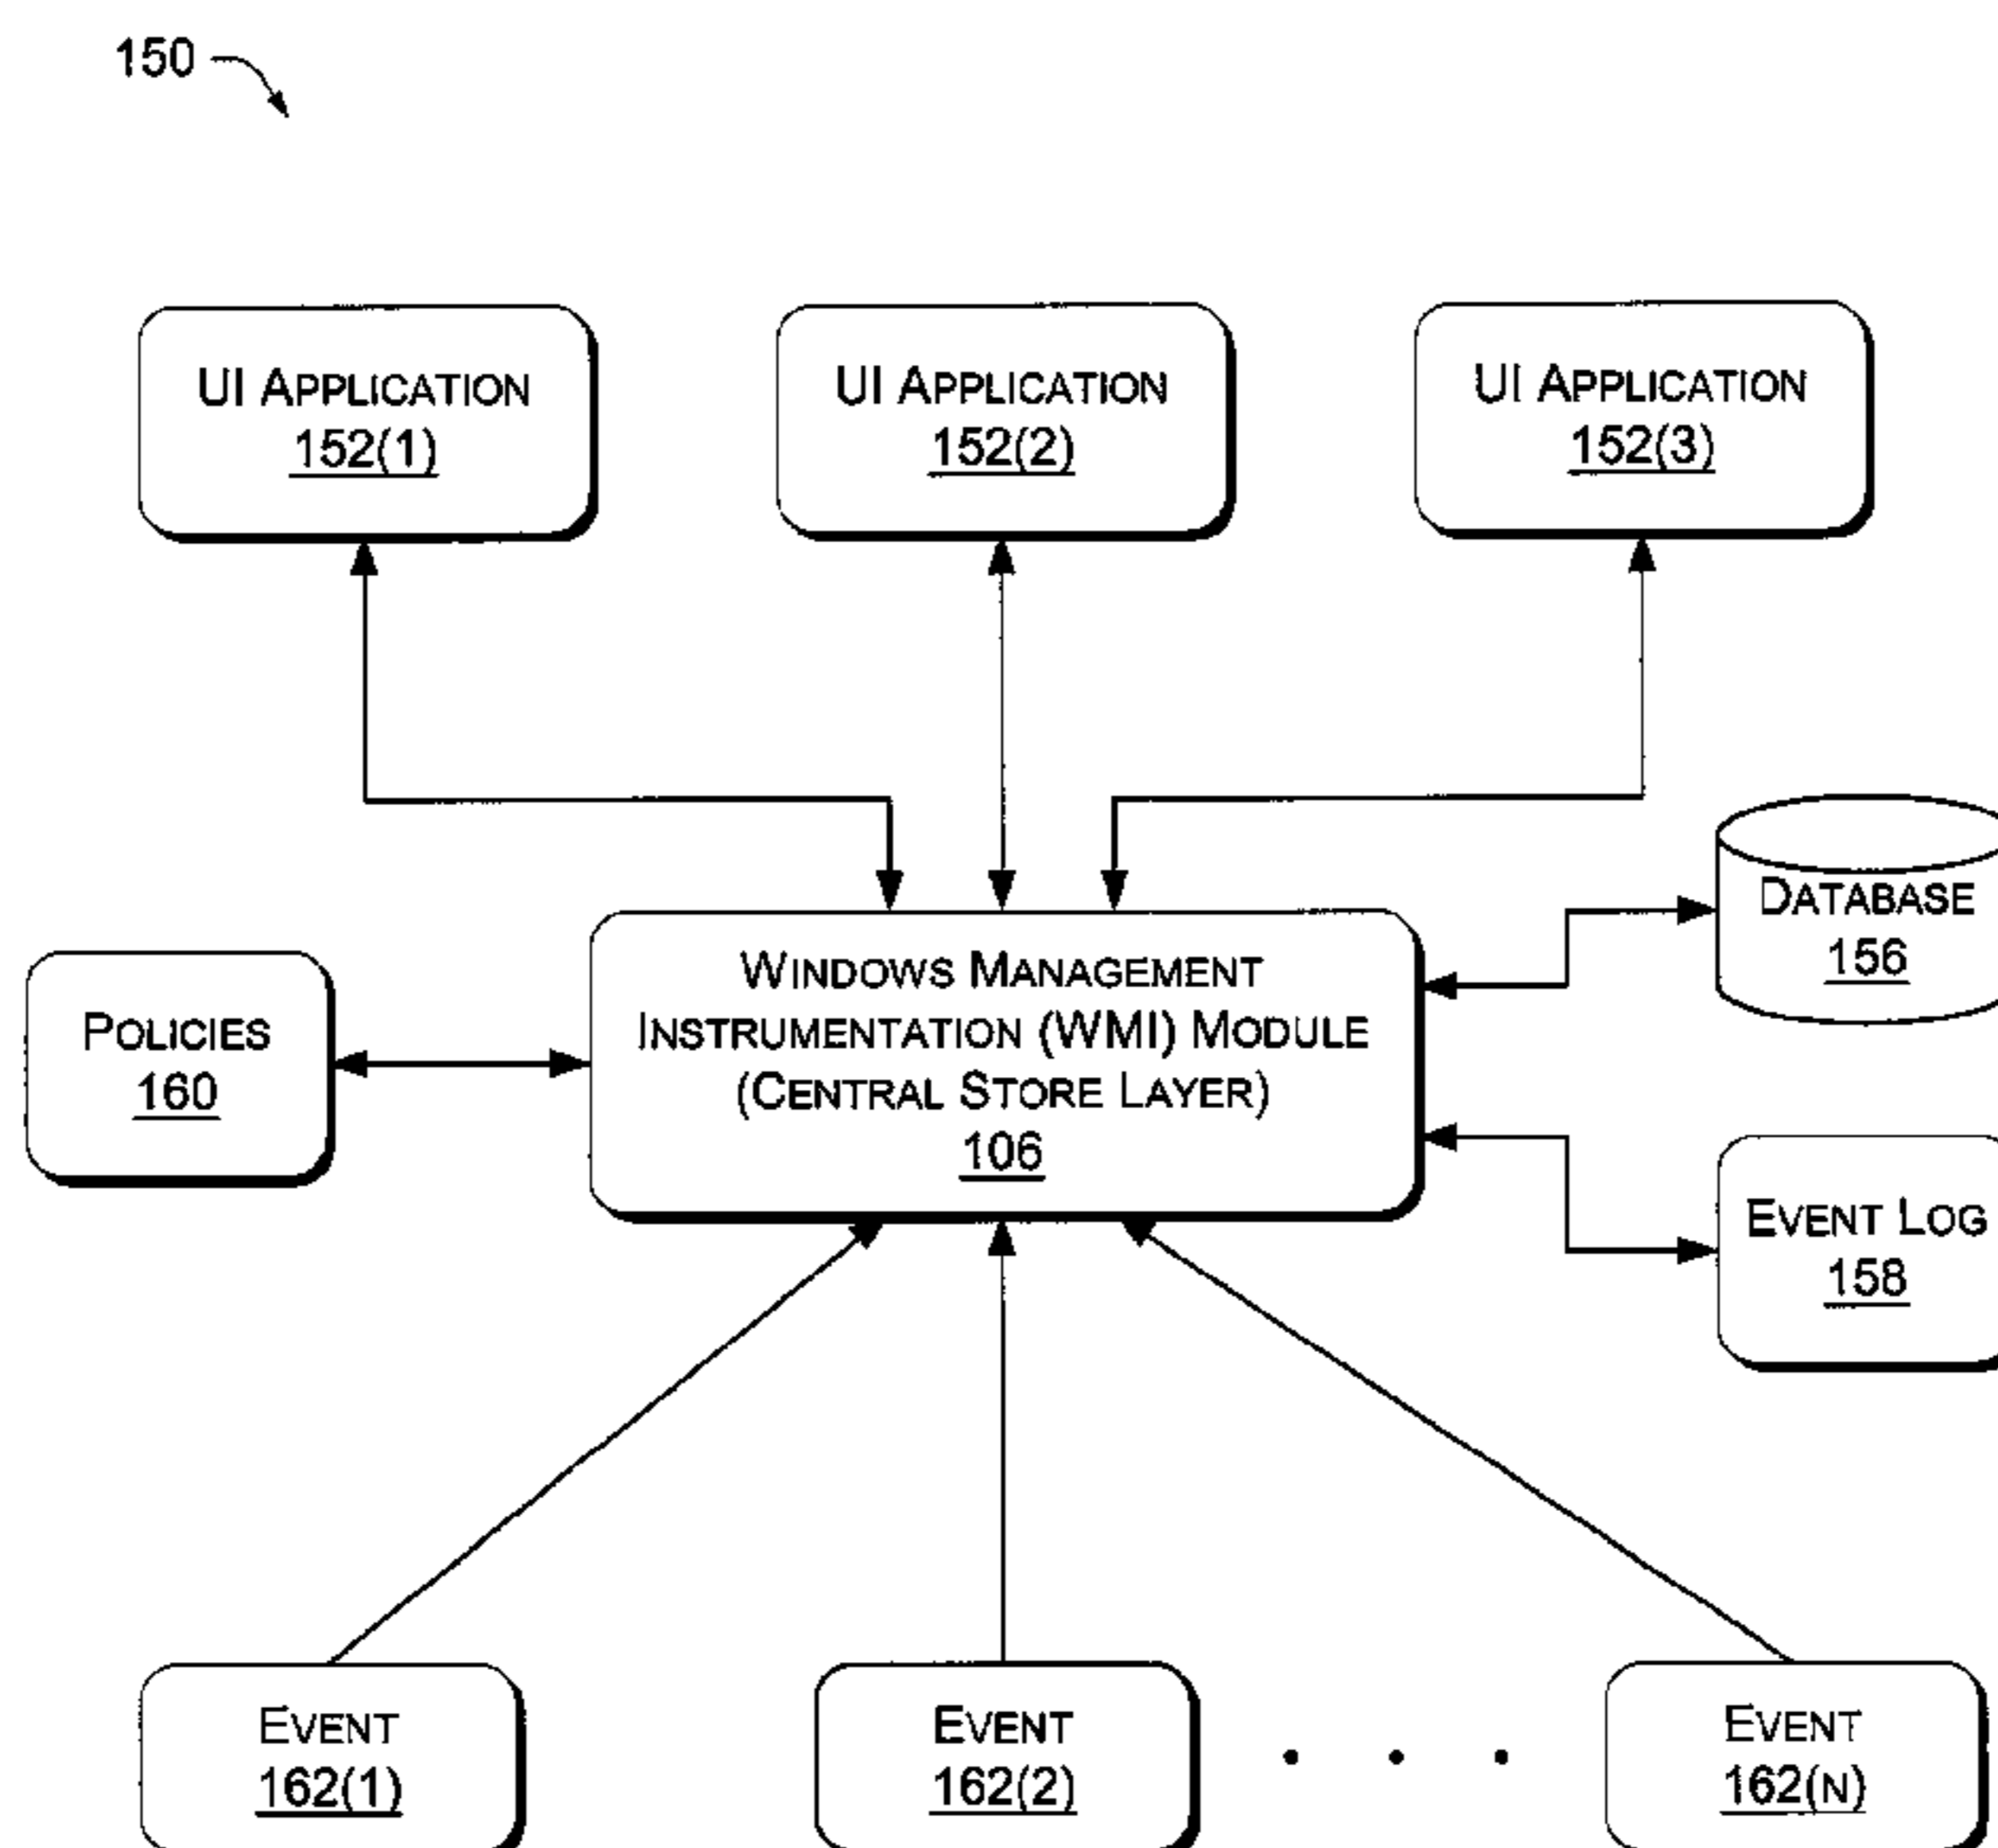 150
UI APPLICATION
152(1)
UI APPLICATION
152(2)
UI APPLICATION
152(3)
DATABASE
156
WINDOWS MANAGEMENT
INSTRUMENTATION (WMI) MODULE
(CENTRAL STORE LAYER)
106
POLICIES
160
EVENT LOG
158
EVENT
162(1)
EVENT
162(2)
. . .
EVENT
162(N)